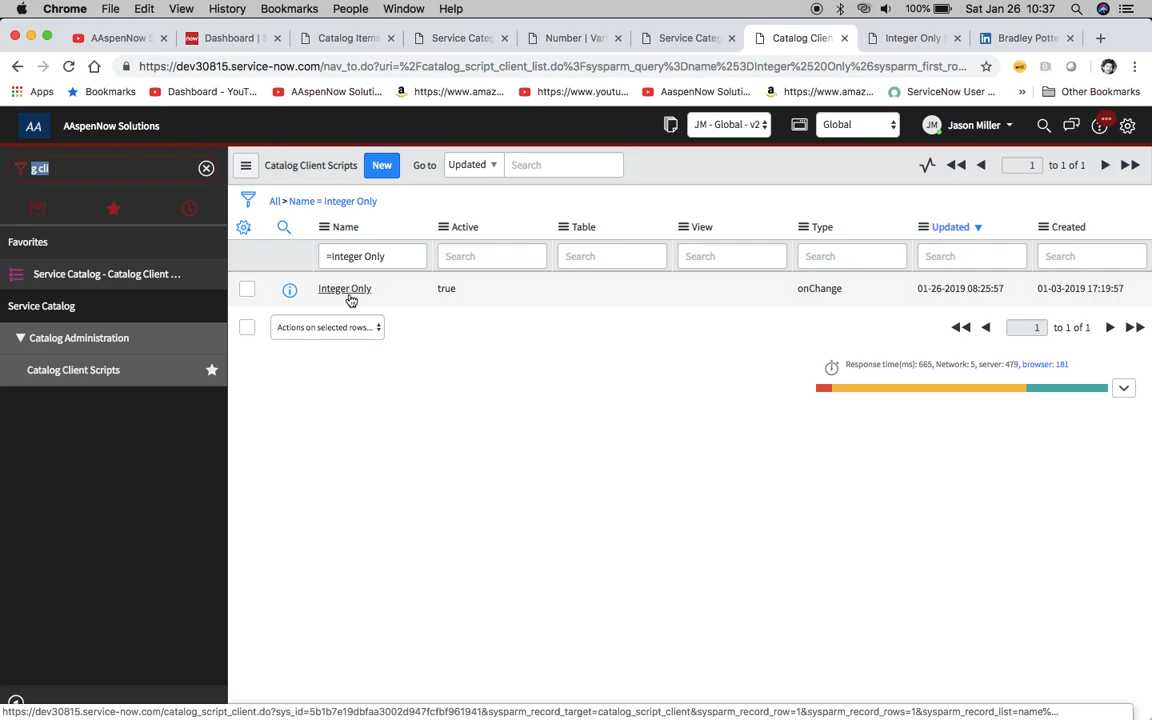 Chrome File Edit View History Bookmarks People Window Help 100% Sat Jan 26 10:37
AAspenNow S Dashboard | S Catalog Items Service Categ Number | Vari Service Categ Catalog Clien Integer Only | Bradley Potte
https://dev30815.service-now.com/nav_to.do?uri=%2Fcatalog_script_client_list.do%3Fsysparm_query%3Dname%253DInteger%2520Only%26sysparm_first_ro...
Apps Bookmarks Dashboard - YouT... AAspenNow Soluti... https://www.amaz... https://www.youtu... AAspenNow Soluti... https://www.amaz... ServiceNow User ... » Other Bookmarks
AA AAspenNow Solutions JM - Global - v2 Global JM Jason Miller
g cli Catalog Client Scripts New Go to Updated Search 1 to 1 of 1
All > Name = Integer Only
Name Active Table View Type Updated Created
Favorites
=Integer Only Search Search Search Search Search Search
Service Catalog - Catalog Client ...
Integer Only true onChange 01-26-2019 08:25:57 01-03-2019 17:19:57
Service Catalog
Actions on selected rows... 1 to 1 of 1
Catalog Administration
Catalog Client Scripts
Response time(ms): 665, Network: 5, server: 479, browser: 181
https://dev30815.service-now.com/catalog_script_client.do?sys_id=5b1b7e19dbfaa3002d947fcfbf961941&sysparm_record_target=catalog_script_client&sysparm_record_row=1&sysparm_record_rows=1&sysparm_record_list=name%...